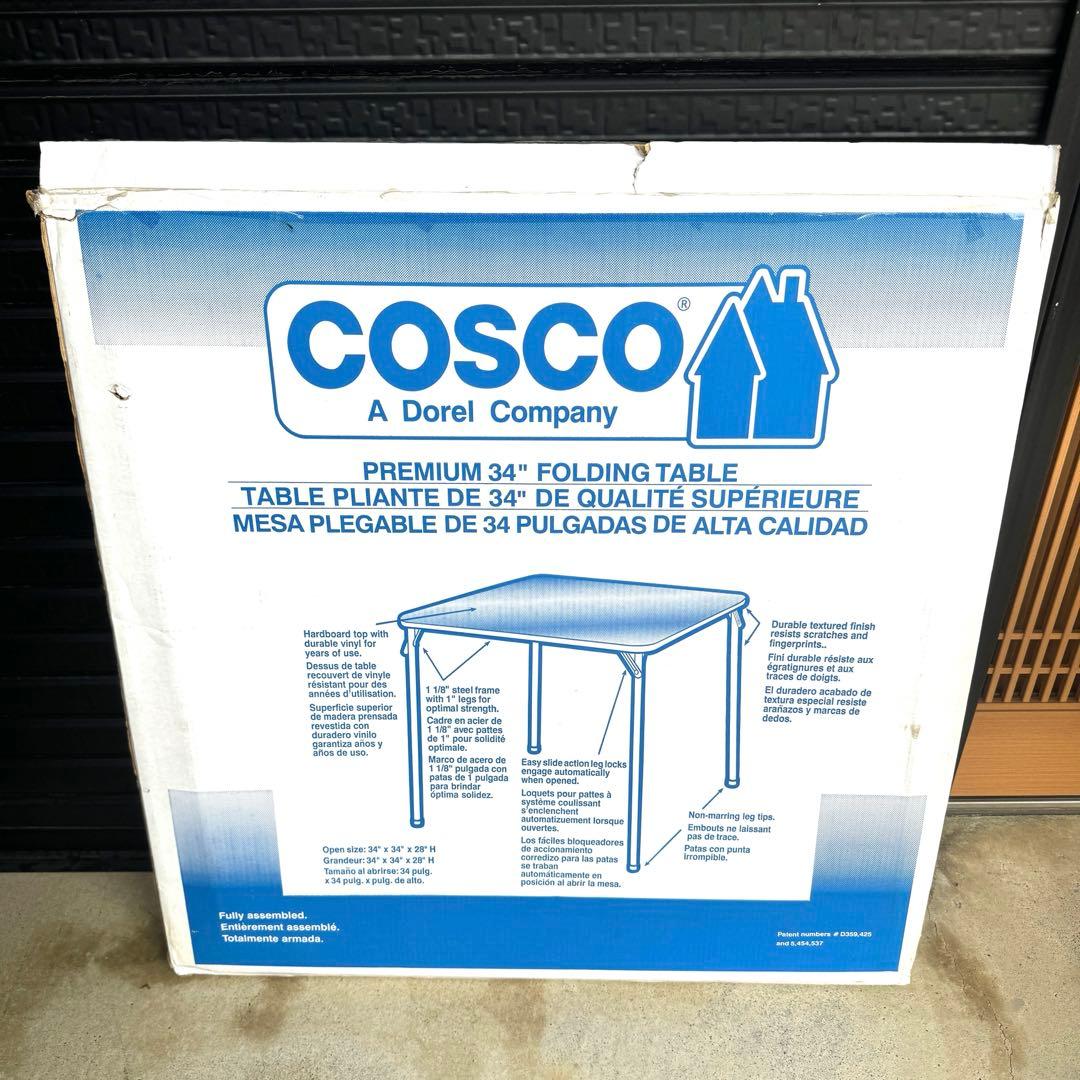 COSCO®
A Dorel Company
PREMIUM 34" FOLDING TABLE
TABLE PLIANTE DE 34" DE QUALITÉ SUPÉRIEURE
MESA PLEGABLE DE 34 PULGADAS DE ALTA CALIDAD
Hardboard top with
durable vinyl for
years of use.
Dessus de table
recouvert de vinyle
résistant pour des
années d'utilisation.
Superficie superior
de madera prensada
revestida con
duradero vinilo
garantiza años y
años de uso.
1 1/8" steel frame
with 1" legs for
optimal strength.
Cadre en acier de
1 1/8" avec pattes
de 1" pour solidité
optimale.
Marco de acero de
1 1/8" pulgada con
patas de 1 pulgada
para brindar
óptima solidez.
Easy slide action leg locks
engage automatically
when opened.
Loquets pour pattes à
système coulissant
s'enclenchent
automatizuement lorsque
ouvertes.
Los fáciles bloqueadores
de accionamiento
corredizo para las patas
se traban
automáticamente en
posición al abrir la mesa.
Durable textured finish
resists scratches and
fingerprints..
Fini durable résiste aux
égratignures et aux
traces de doigts.
El duradero acabado de
textura especial resiste
arañazos y marcas de
dedos.
Non-marring leg tips.
Embouts ne laissant
pas de trace.
Patas con punta
irrompible.
Open size: 34" x 34" x 28" H
Grandeur: 34" x 34" x 28" H
Tamaño al abrirse: 34 pulg.
x 34 pulg. x pulg. de alto.
Fully assembled.
Entièrement assemblé.
Totalmente armada.
Patent numbers # D359,425
and 5,454,537